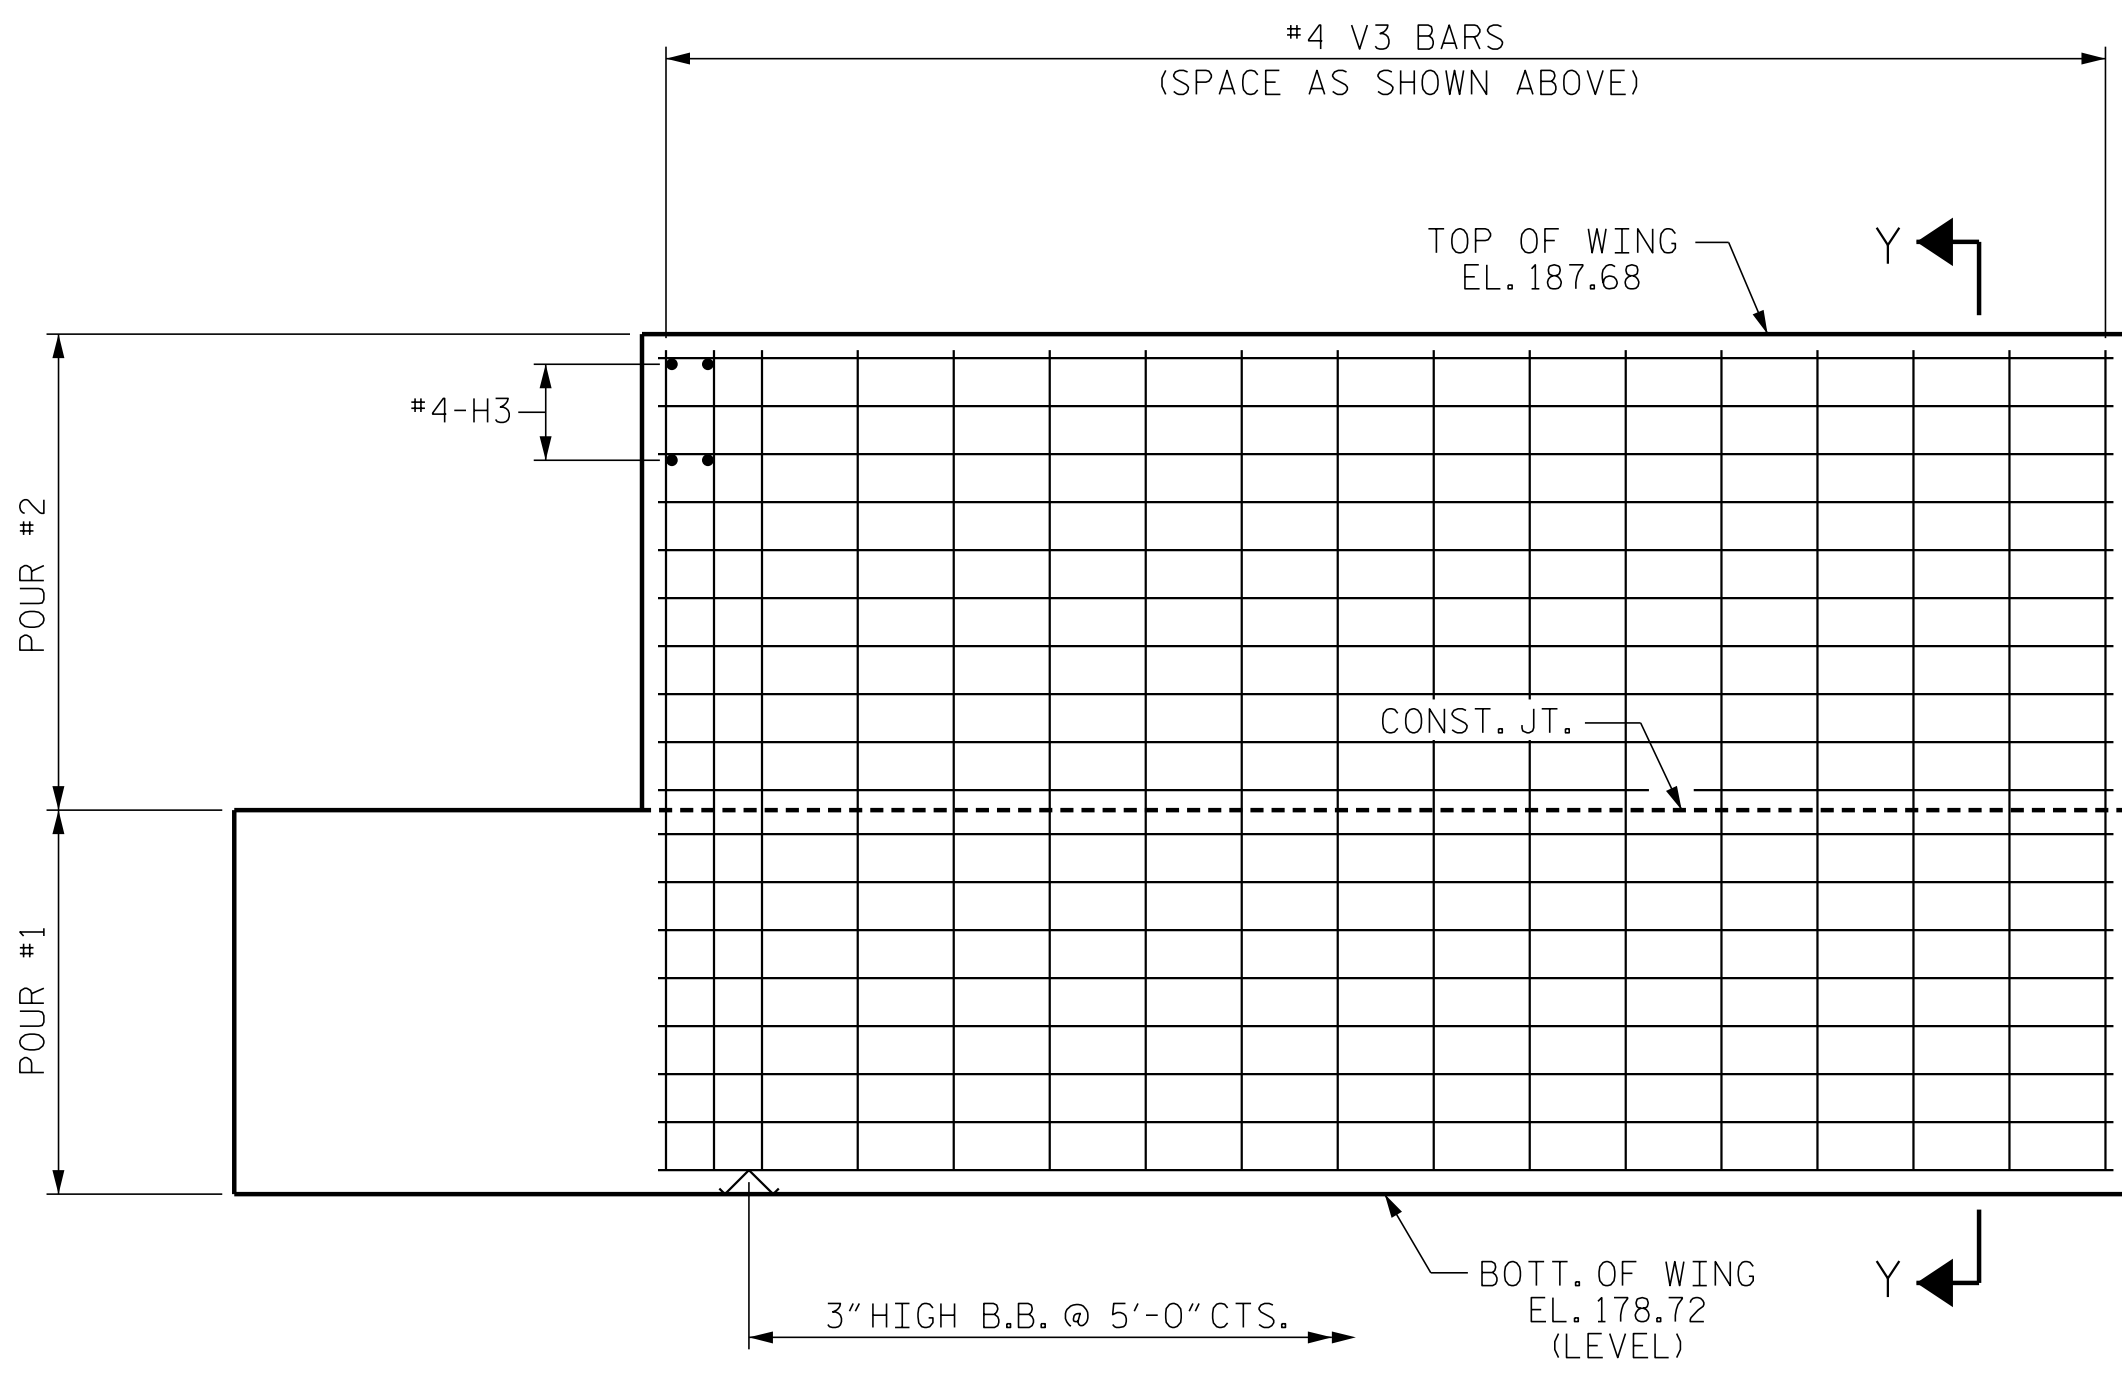 #4 V3 BARS
(SPACE AS SHOWN ABOVE)
TOP OF WING
EL. 187.68
Y
#4-H3
POUR #2
CONST. JT.
POUR #1
BOTT. OF WING
EL. 178.72
(LEVEL)
Y
3" HIGH B.B. @ 5'-0" CTS.